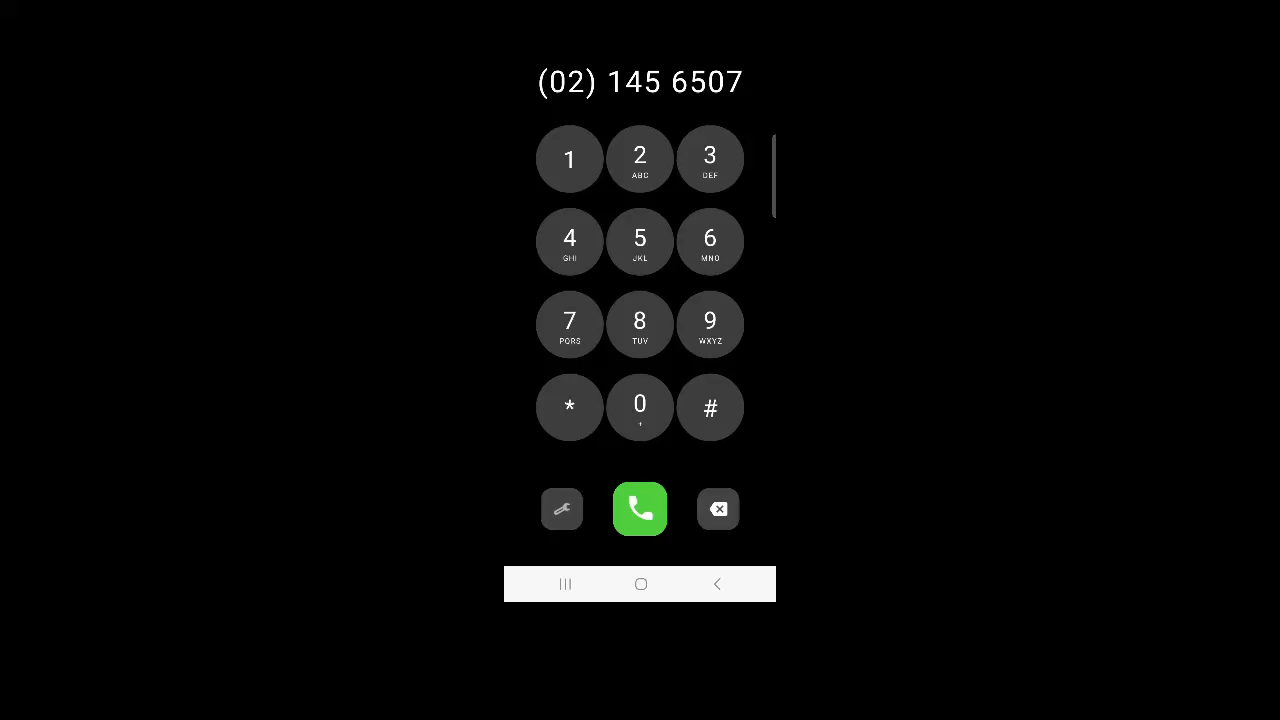 (02) 145 6507
1 2 3
ABC DEF
4 5 6
GHI JKL MNO
7 8 9
PQRS TUV WXYZ
* 0 #
+